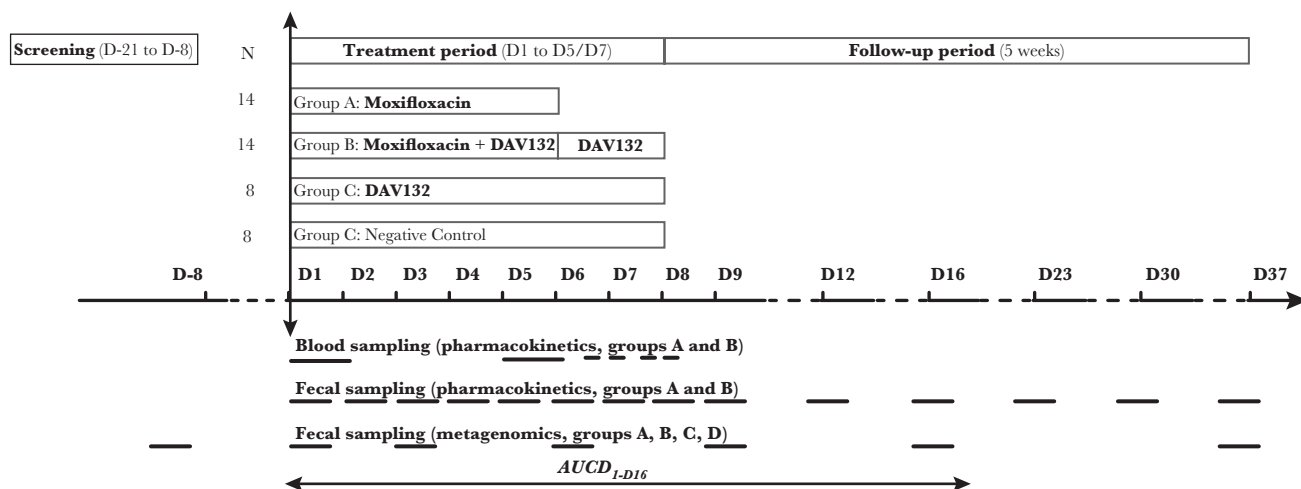 Screening (D-21 to D-8)
N
Treatment period (D1 to D5/D7)
Follow-up period (5 weeks)
14
Group A: Moxifloxacin
14
Group B: Moxifloxacin + DAV132
DAV132
8
Group C: DAV132
8
Group C: Negative Control
D-8 D1 D2 D3 D4 D5 D6 D7 D8 D9 D12 D16 D23 D30 D37
Blood sampling (pharmacokinetics, groups A and B)
Fecal sampling (pharmacokinetics, groups A and B)
Fecal sampling (metagenomics, groups A, B, C, D)
AUCD1-D16